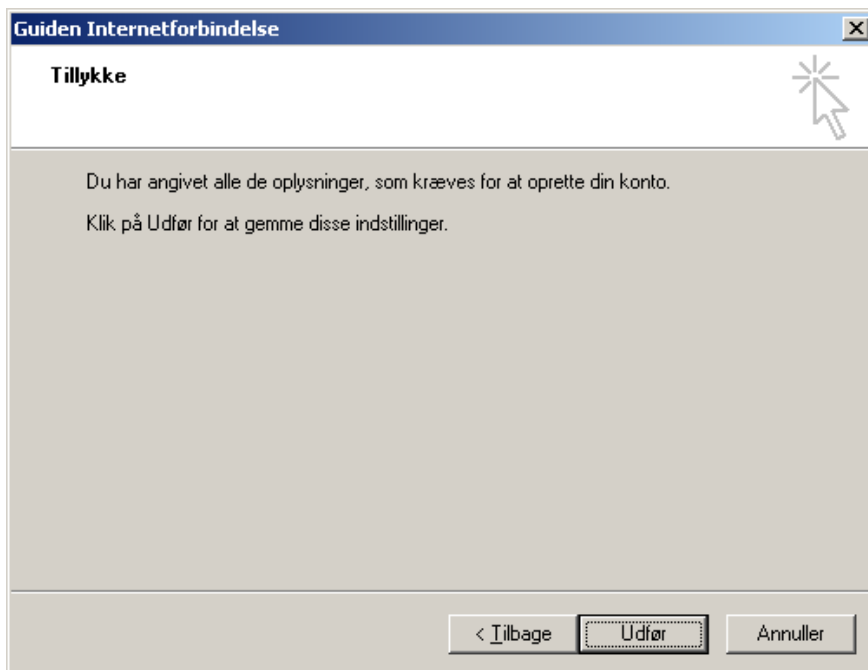 Guiden Internetforbindelse
Tillykke
Du har angivet alle de oplysninger, som kræves for at oprette din konto.
Klik på Udfør for at gemme disse indstillinger.
< Tilbage Udfør Annuller